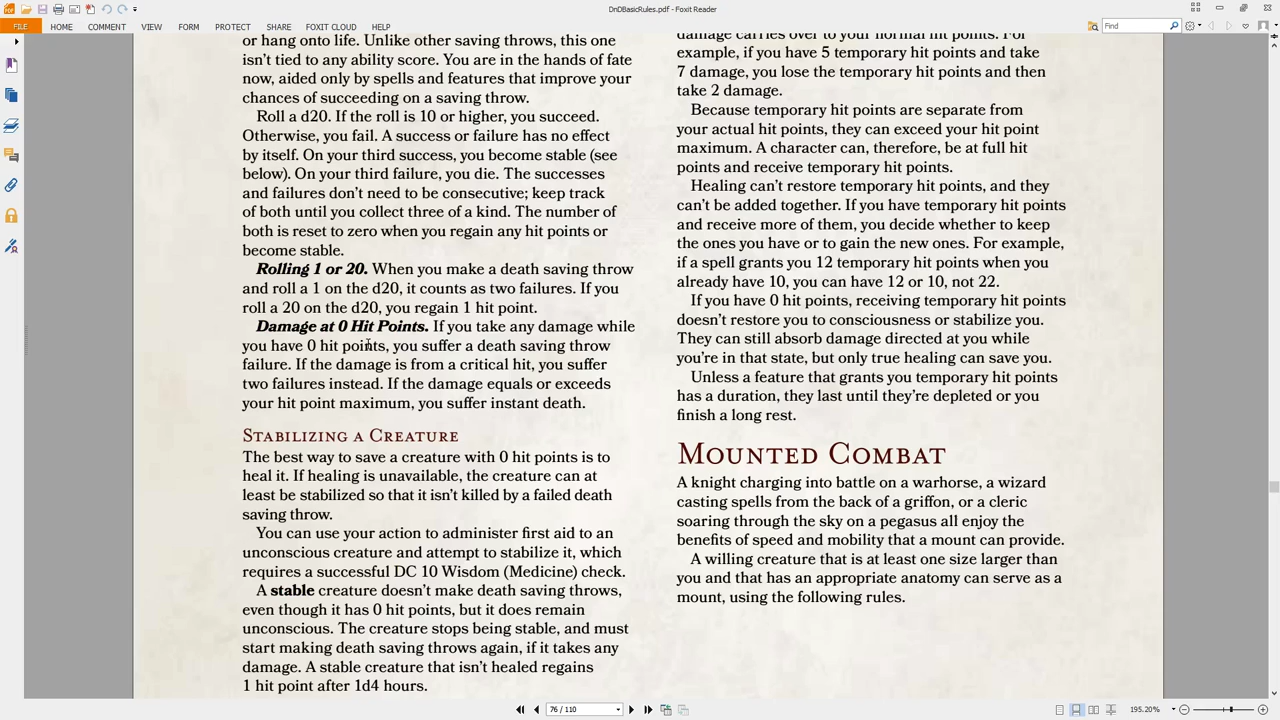 DnDBasicRules.pdf - Foxit Reader
FILE HOME COMMENT VIEW FORM PROTECT SHARE FOXIT CLOUD HELP
Find
or hang onto life. Unlike other saving throws, this one
isn't tied to any ability score. You are in the hands of fate
now, aided only by spells and features that improve your
chances of succeeding on a saving throw.
Roll a d20. If the roll is 10 or higher, you succeed.
Otherwise, you fail. A success or failure has no effect
by itself. On your third success, you become stable (see
below). On your third failure, you die. The successes
and failures don't need to be consecutive; keep track
of both until you collect three of a kind. The number of
both is reset to zero when you regain any hit points or
become stable.
Rolling 1 or 20. When you make a death saving throw
and roll a 1 on the d20, it counts as two failures. If you
roll a 20 on the d20, you regain 1 hit point.
Damage at 0 Hit Points. If you take any damage while
you have 0 hit points, you suffer a death saving throw
failure. If the damage is from a critical hit, you suffer
two failures instead. If the damage equals or exceeds
your hit point maximum, you suffer instant death.
Stabilizing a Creature
The best way to save a creature with 0 hit points is to
heal it. If healing is unavailable, the creature can at
least be stabilized so that it isn't killed by a failed death
saving throw.
You can use your action to administer first aid to an
unconscious creature and attempt to stabilize it, which
requires a successful DC 10 Wisdom (Medicine) check.
A stable creature doesn't make death saving throws,
even though it has 0 hit points, but it does remain
unconscious. The creature stops being stable, and must
start making death saving throws again, if it takes any
damage. A stable creature that isn't healed regains
1 hit point after 1d4 hours.
damage carries over to your normal hit points. For
example, if you have 5 temporary hit points and take
7 damage, you lose the temporary hit points and then
take 2 damage.
Because temporary hit points are separate from
your actual hit points, they can exceed your hit point
maximum. A character can, therefore, be at full hit
points and receive temporary hit points.
Healing can't restore temporary hit points, and they
can't be added together. If you have temporary hit points
and receive more of them, you decide whether to keep
the ones you have or to gain the new ones. For example,
if a spell grants you 12 temporary hit points when you
already have 10, you can have 12 or 10, not 22.
If you have 0 hit points, receiving temporary hit points
doesn't restore you to consciousness or stabilize you.
They can still absorb damage directed at you while
you're in that state, but only true healing can save you.
Unless a feature that grants you temporary hit points
has a duration, they last until they're depleted or you
finish a long rest.
Mounted Combat
A knight charging into battle on a warhorse, a wizard
casting spells from the back of a griffon, or a cleric
soaring through the sky on a pegasus all enjoy the
benefits of speed and mobility that a mount can provide.
A willing creature that is at least one size larger than
you and that has an appropriate anatomy can serve as a
mount, using the following rules.
76 / 110
195.20%